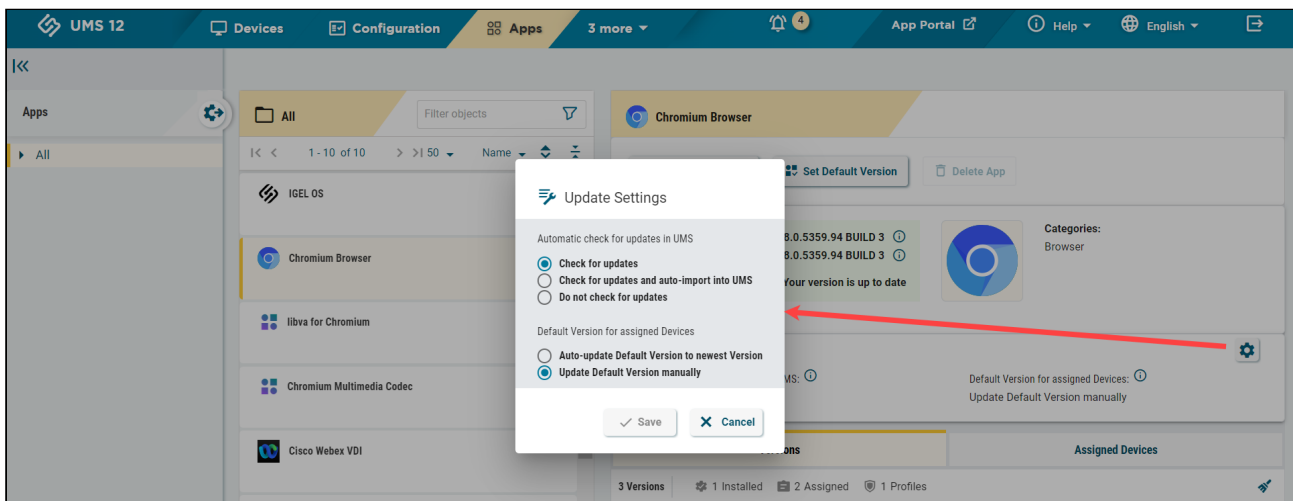 UMS 12
Devices
Configuration
Apps
3 more
4
App Portal
Help
English
Apps
All
All
Filter objects
1 - 10 of 10
50
Name
IGEL OS
Chromium Browser
libva for Chromium
Chromium Multimedia Codec
Cisco Webex VDI
Update Settings
Automatic check for updates in UMS
Check for updates
Check for updates and auto-import into UMS
Do not check for updates
Default Version for assigned Devices
Auto-update Default Version to newest Version
Update Default Version manually
Save
Cancel
Chromium Browser
Set Default Version
Delete App
8.0.5359.94 BUILD 3
8.0.5359.94 BUILD 3
Your version is up to date
Categories:
Browser
MS:
Default Version for assigned Devices:
Update Default Version manually
Assigned Devices
3 Versions
1 Installed
2 Assigned
1 Profiles